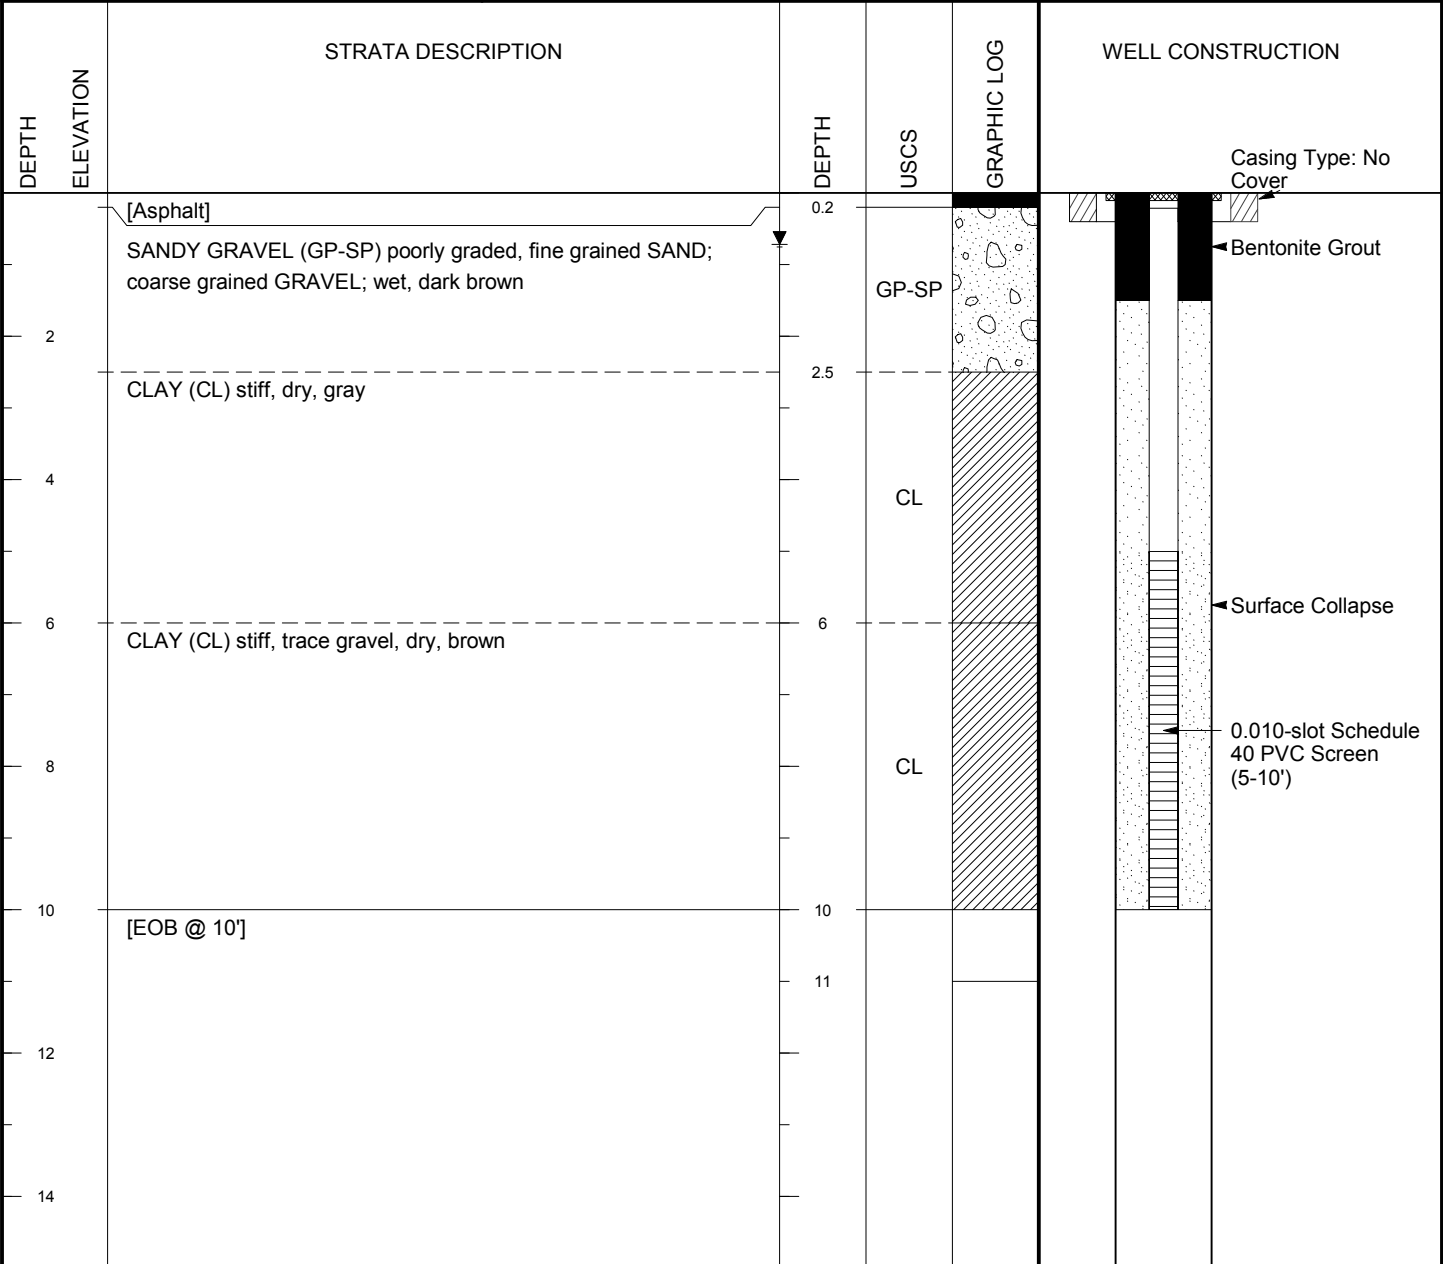 DEPTH
ELEVATION
STRATA DESCRIPTION
DEPTH
USCS
GRAPHIC LOG
WELL CONSTRUCTION
Casing Type: No
Cover
[Asphalt]
0.2
SANDY GRAVEL (GP-SP) poorly graded, fine grained SAND;
coarse grained GRAVEL; wet, dark brown
Bentonite Grout
GP-SP
2
2.5
CLAY (CL) stiff, dry, gray
4
CL
Surface Collapse
6
6
CLAY (CL) stiff, trace gravel, dry, brown
0.010-slot Schedule
40 PVC Screen
(5-10')
8
CL
10
10
[EOB @ 10']
11
12
14